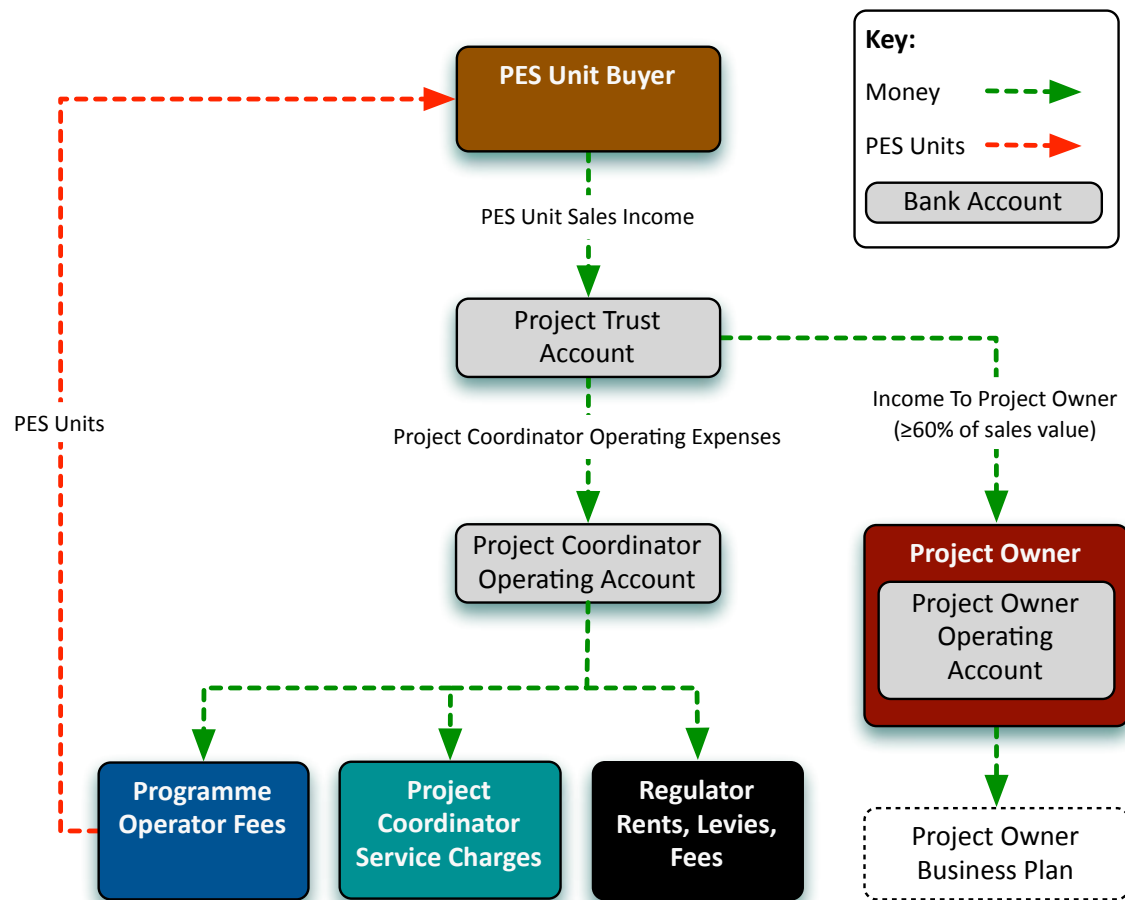 PES Unit Buyer
Key:
Money
PES Units
Bank Account
PES Unit Sales Income
Project Trust
Account
PES Units
Project Coordinator Operating Expenses
Income To Project Owner
(≥60% of sales value)
Project Coordinator
Operating Account
Project Owner
Project Owner
Operating
Account
Programme
Operator Fees
Project
Coordinator
Service Charges
Regulator
Rents, Levies,
Fees
Project Owner
Business Plan